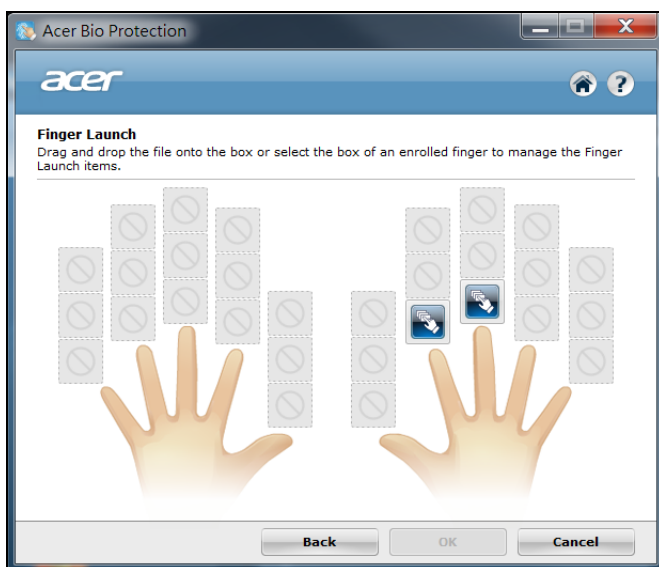 Acer Bio Protection
acer
Finger Launch
Drag and drop the file onto the box or select the box of an enrolled finger to manage the Finger
Launch items.
Back
OK
Cancel